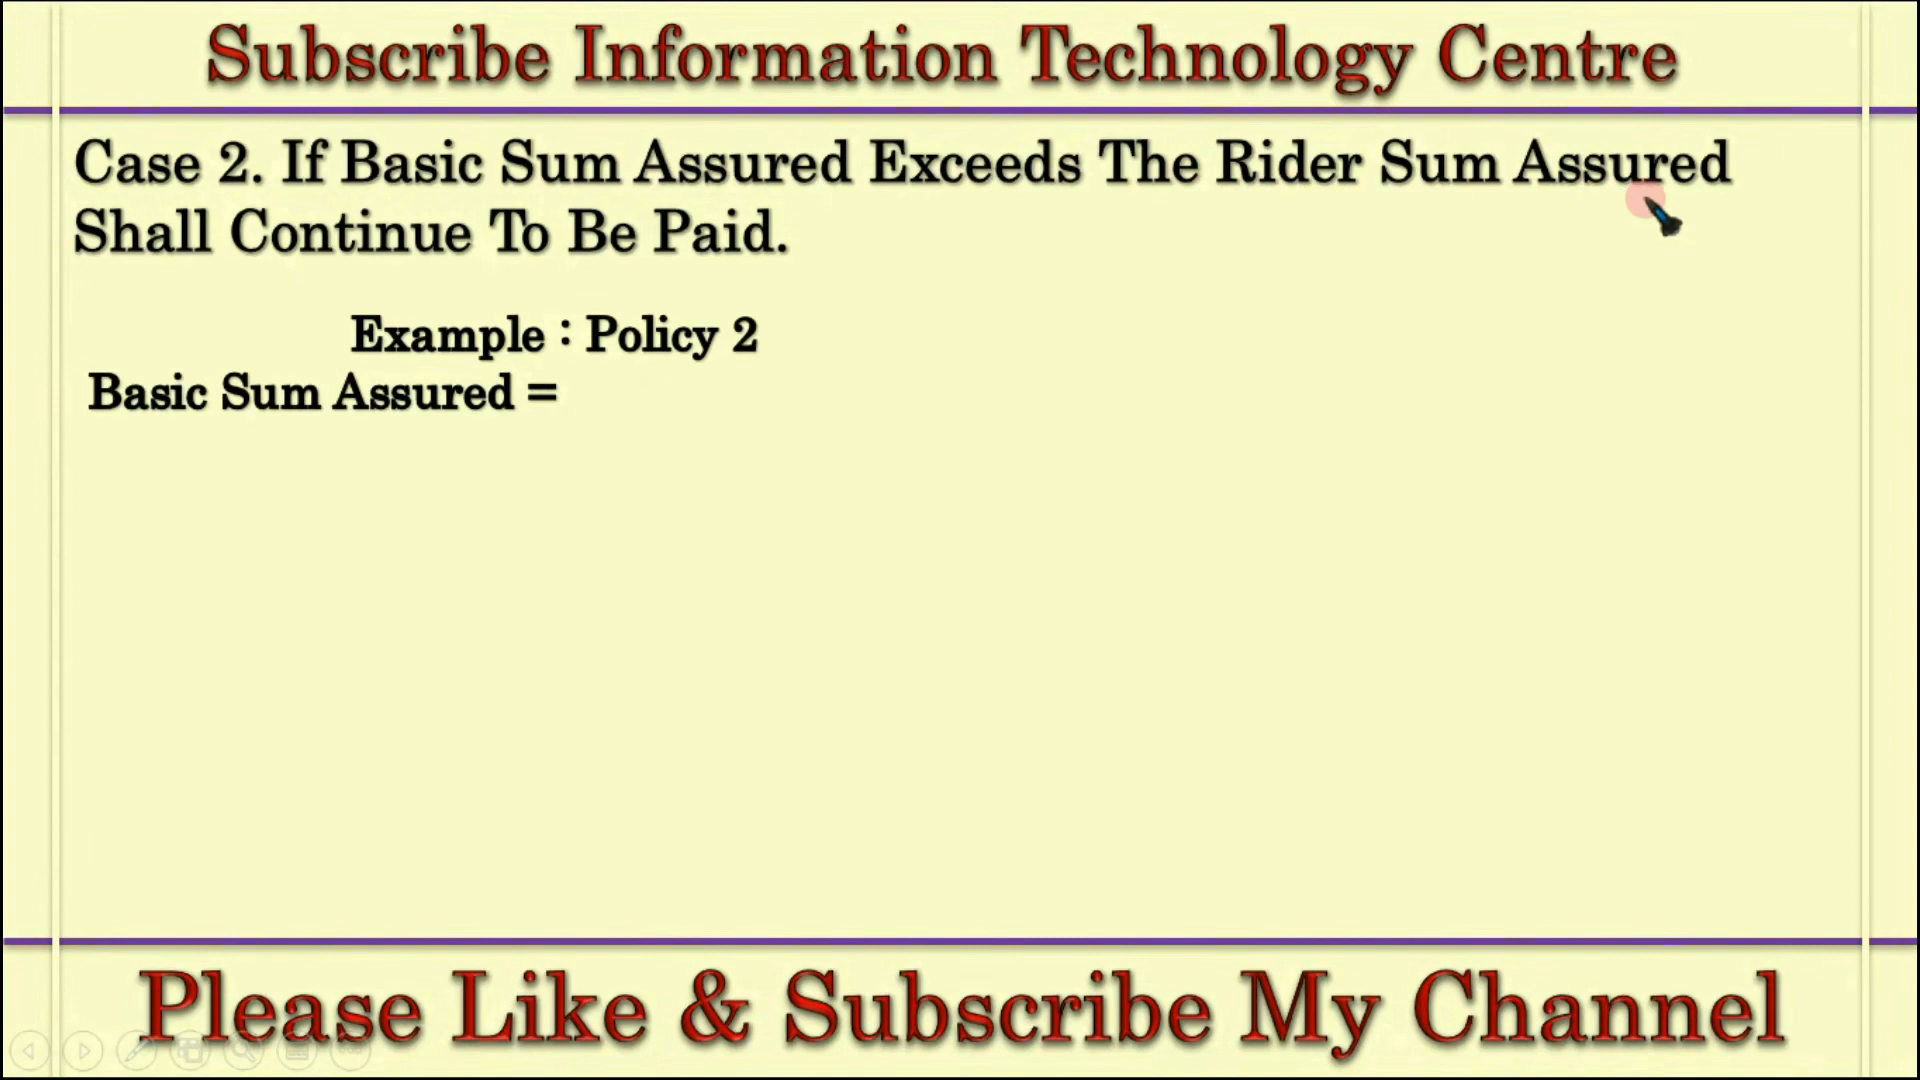 Subscribe Information Technology Centre
Case 2. If Basic Sum Assured Exceeds The Rider Sum Assured
Shall Continue To Be Paid.
Example : Policy 2
Basic Sum Assured =
Please Like & Subscribe My Channel